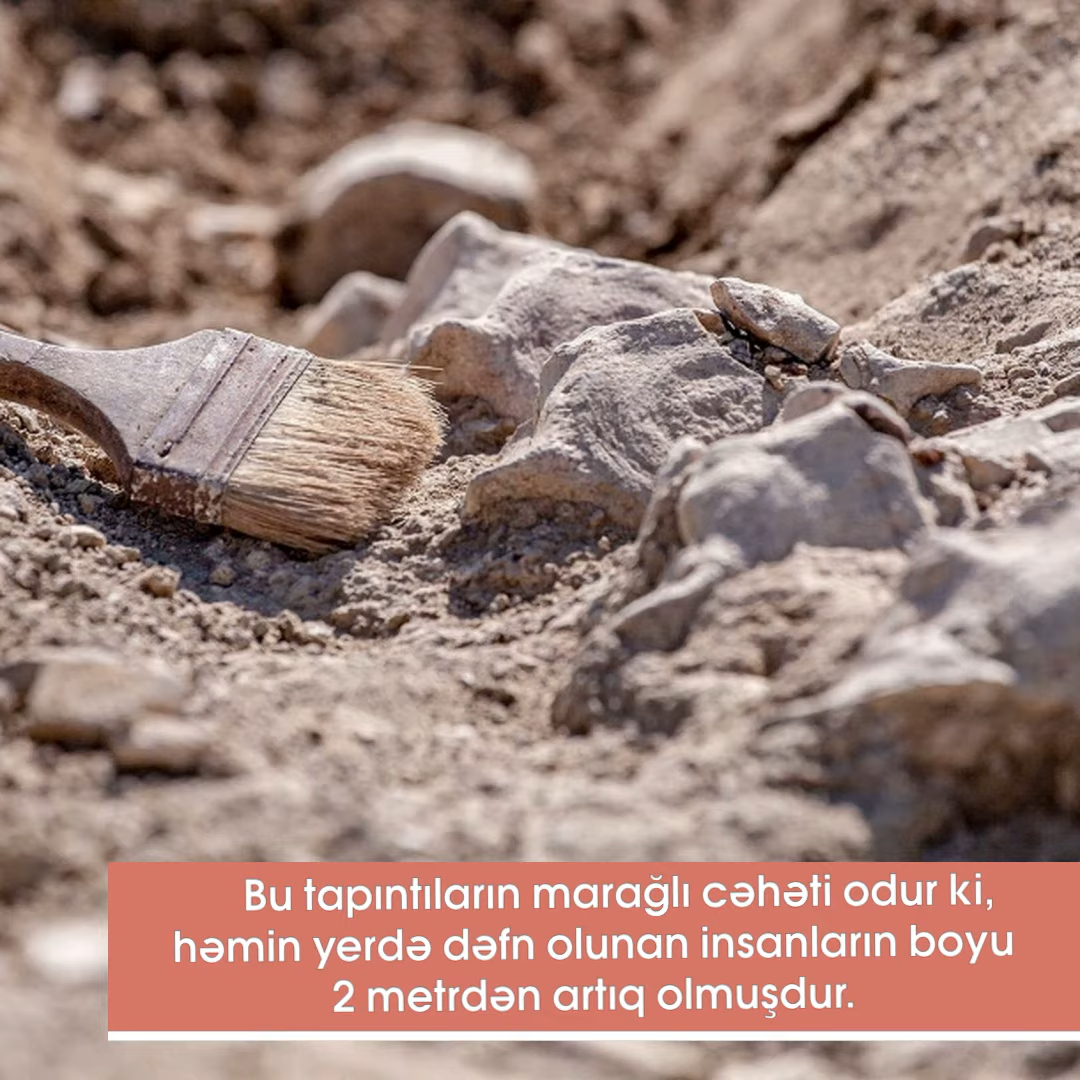 Bu tapıntıların marağlı cəhəti odur ki,
həmin yerdə dəfn olunan insanların boyu
2 metrdən artıq olmuşdur.